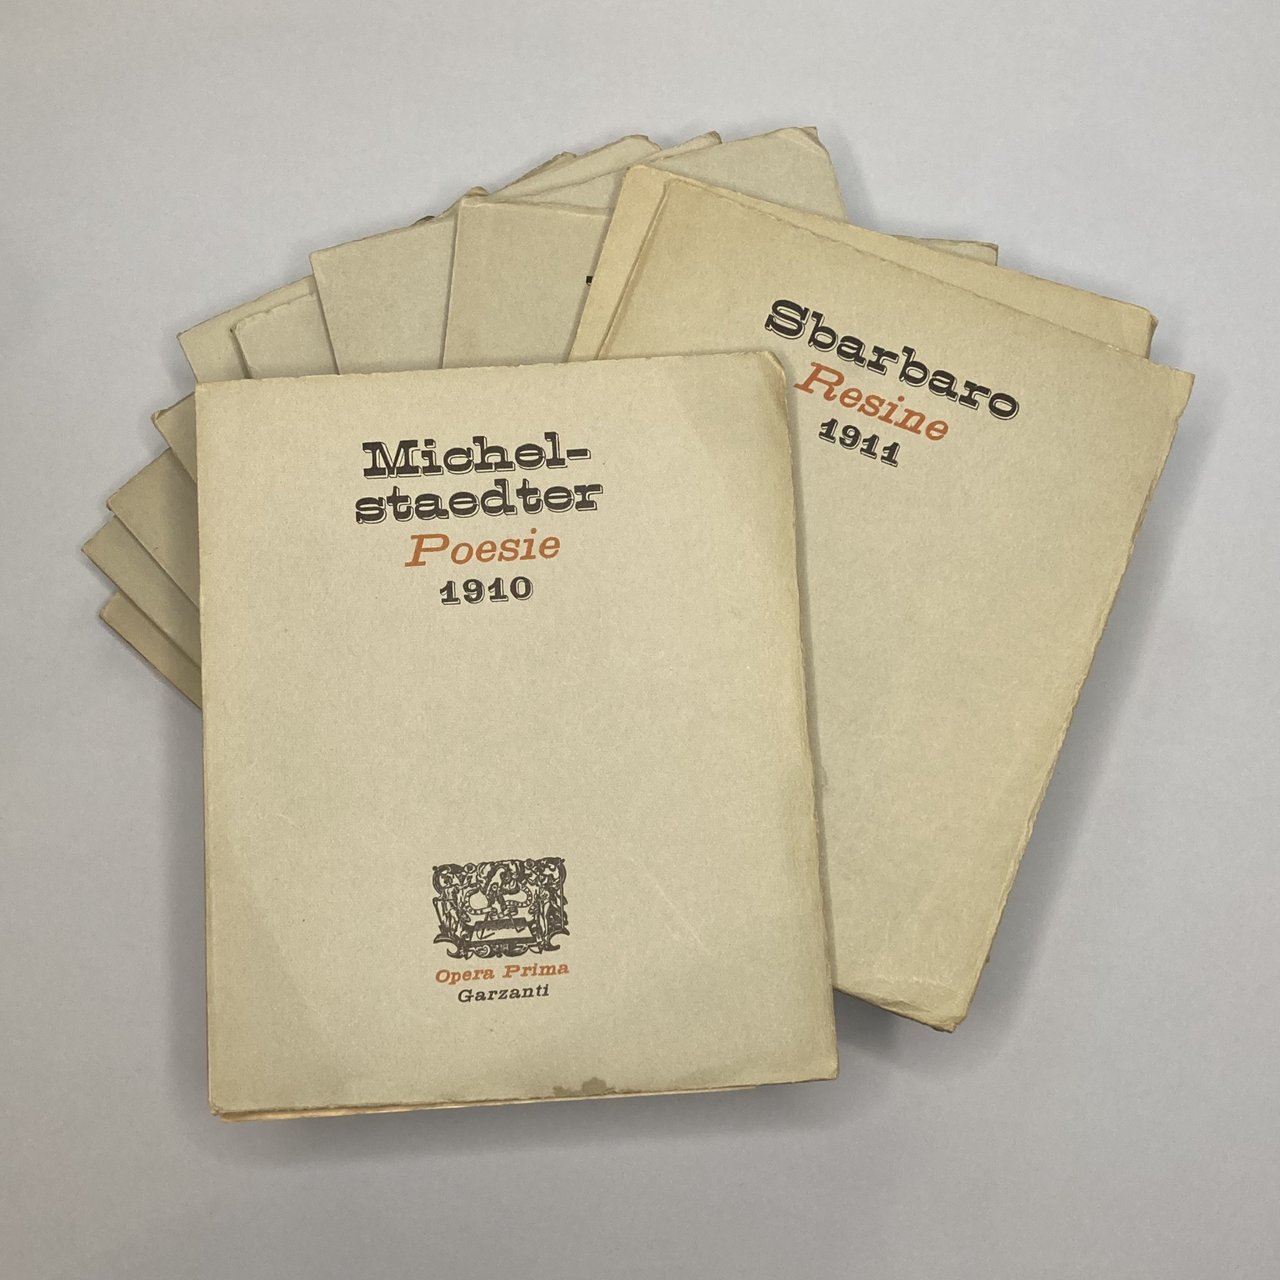 Michel-
staedter
Poesie
1910
Opera Prima
Garzanti
Sbarbaro
Resine
1911